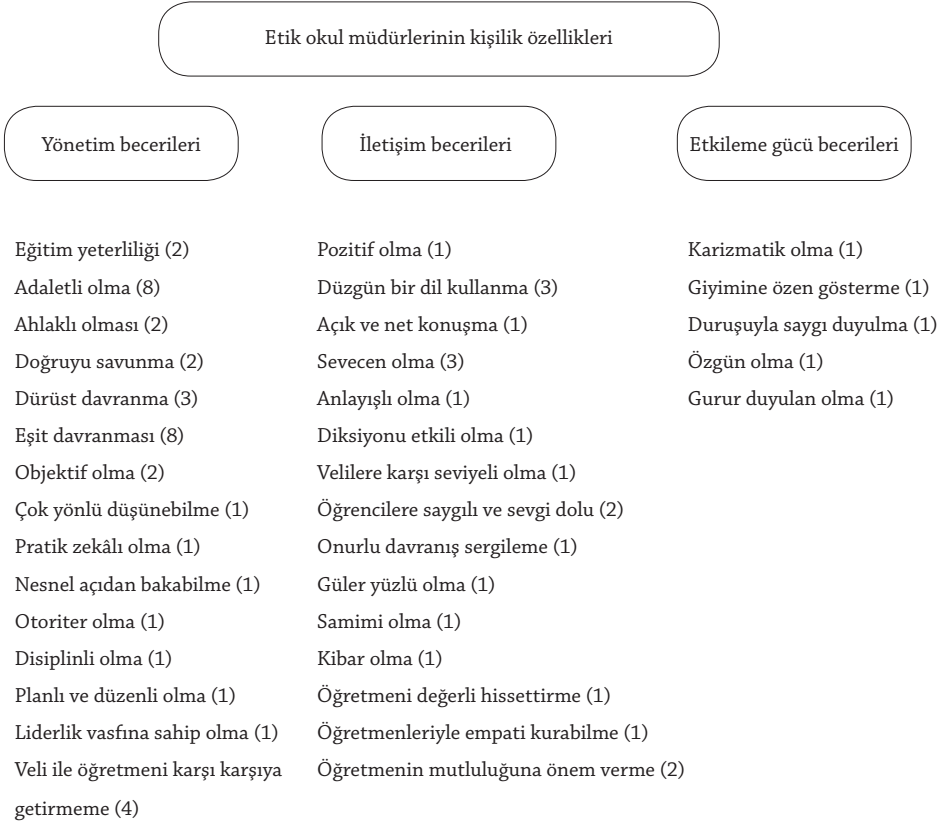 Etik okul müdürlerinin kişilik özellikleri
Yönetim becerileri
İletişim becerileri
Etkileme gücü becerileri
Eğitim yeterliliği (2)
Adaletli olma (8)
Ahlaklı olması (2)
Doğruyu savunma (2)
Dürüst davranma (3)
Eşit davranması (8)
Objektif olma (2)
Çok yönlü düşünebilme (1)
Pratik zekâlı olma (1)
Nesnel açıdan bakabilme (1)
Otoriter olma (1)
Disiplinli olma (1)
Planlı ve düzenli olma (1)
Liderlik vasfına sahip olma (1)
Veli ile öğretmeni karşı karşıya
getirmeme (4)
Pozitif olma (1)
Düzgün bir dil kullanma (3)
Açık ve net konuşma (1)
Sevecen olma (3)
Anlayışlı olma (1)
Diksiyonu etkili olma (1)
Velilere karşı seviyeli olma (1)
Öğrencilere saygılı ve sevgi dolu (2)
Onurlu davranış sergileme (1)
Güler yüzlü olma (1)
Samimi olma (1)
Kibar olma (1)
Öğretmeni değerli hissettirme (1)
Öğretmenleriyle empati kurabilme (1)
Öğretmenin mutluluğuna önem verme (2)
Karizmatik olma (1)
Giyimine özen gösterme (1)
Duruşuyla saygı duyulma (1)
Özgün olma (1)
Gurur duyulan olma (1)